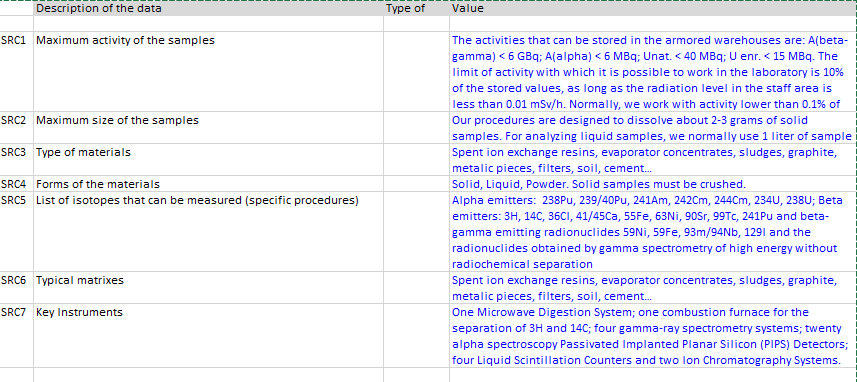 Description of the data Type of Value
SRC1 Maximum activity of the samples The activities that can be stored in the armored warehouses are: A(beta-
gamma) < 6 GBq; A(alpha) < 6 MBq; Unat. < 40 MBq; U enr. < 15 MBq. The
limit of activity with which it is possible to work in the laboratory is 10%
of the stored values, as long as the radiation level in the staff area is
less than 0.01 mSv/h. Normally, we work with activity lower than 0.1% of
SRC2 Maximum size of the samples Our procedures are designed to dissolve about 2-3 grams of solid
samples. For analyzing liquid samples, we normally use 1 liter of sample
SRC3 Type of materials Spent ion exchange resins, evaporator concentrates, sludges, graphite,
metalic pieces, filters, soil, cement...
SRC4 Forms of the materials Solid, Liquid, Powder. Solid samples must be crushed.
SRC5 List of isotopes that can be measured (specific procedures) Alpha emitters: 238Pu, 239/40Pu, 241Am, 242Cm, 244Cm, 234U, 238U; Beta
emitters: 3H, 14C, 36Cl, 41/45Ca, 55Fe, 63Ni, 90Sr, 99Tc, 241Pu and beta-
gamma emitting radionuclides 59Ni, 59Fe, 93m/94Nb, 129I and the
radionuclides obtained by gamma spectrometry of high energy without
radiochemical separation
SRC6 Typical matrixes Spent ion exchange resins, evaporator concentrates, sludges, graphite,
metalic pieces, filters, soil, cement...
SRC7 Key Instruments One Microwave Digestion System; one combustion furnace for the
separation of 3H and 14C; four gamma-ray spectrometry systems; twenty
alpha spectroscopy Passivated Implanted Planar Silicon (PIPS) Detectors;
four Liquid Scintillation Counters and two Ion Chromatography Systems.